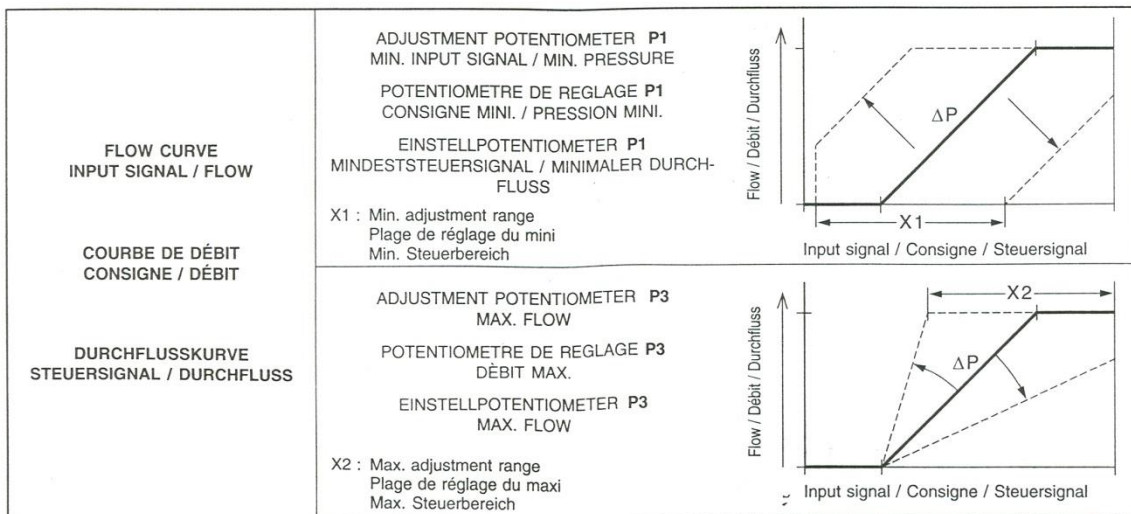 FLOW CURVE
INPUT SIGNAL / FLOW
COURBE DE DÉBIT
CONSIGNE / DÉBIT
DURCHFLUSSKURVE
STEUERSIGNAL / DURCHFLUSS
ADJUSTMENT POTENTIOMETER P1
MIN. INPUT SIGNAL / MIN. PRESSURE
POTENTIOMETRE DE REGLAGE P1
CONSIGNE MINI. / PRESSION MINI.
EINSTELLPOTENTIOMETER P1
MINDESTSTEUERSIGNAL / MINIMALER DURCH-
FLUSS
X1 : Min. adjustment range
Plage de réglage du mini
Min. Steuerbereich
Flow / Débit / Durchfluss
ΔP
X1
Input signal / Consigne / Steuersignal
ADJUSTMENT POTENTIOMETER P3
MAX. FLOW
POTENTIOMETRE DE REGLAGE P3
DÈBIT MAX.
EINSTELLPOTENTIOMETER P3
MAX. FLOW
X2 : Max. adjustment range
Plage de réglage du maxi
Max. Steuerbereich
Flow / Débit / Durchfluss
X2
ΔP
Input signal / Consigne / Steuersignal